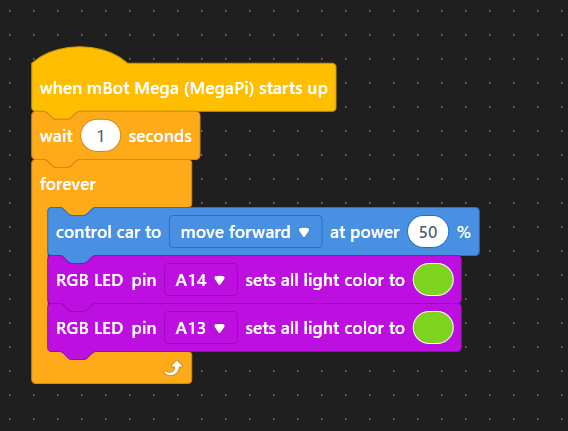 when mBot Mega (MegaPi) starts up
wait 1 seconds
forever
control car to move forward at power 50 %
RGB LED pin A14 sets all light color to
RGB LED pin A13 sets all light color to